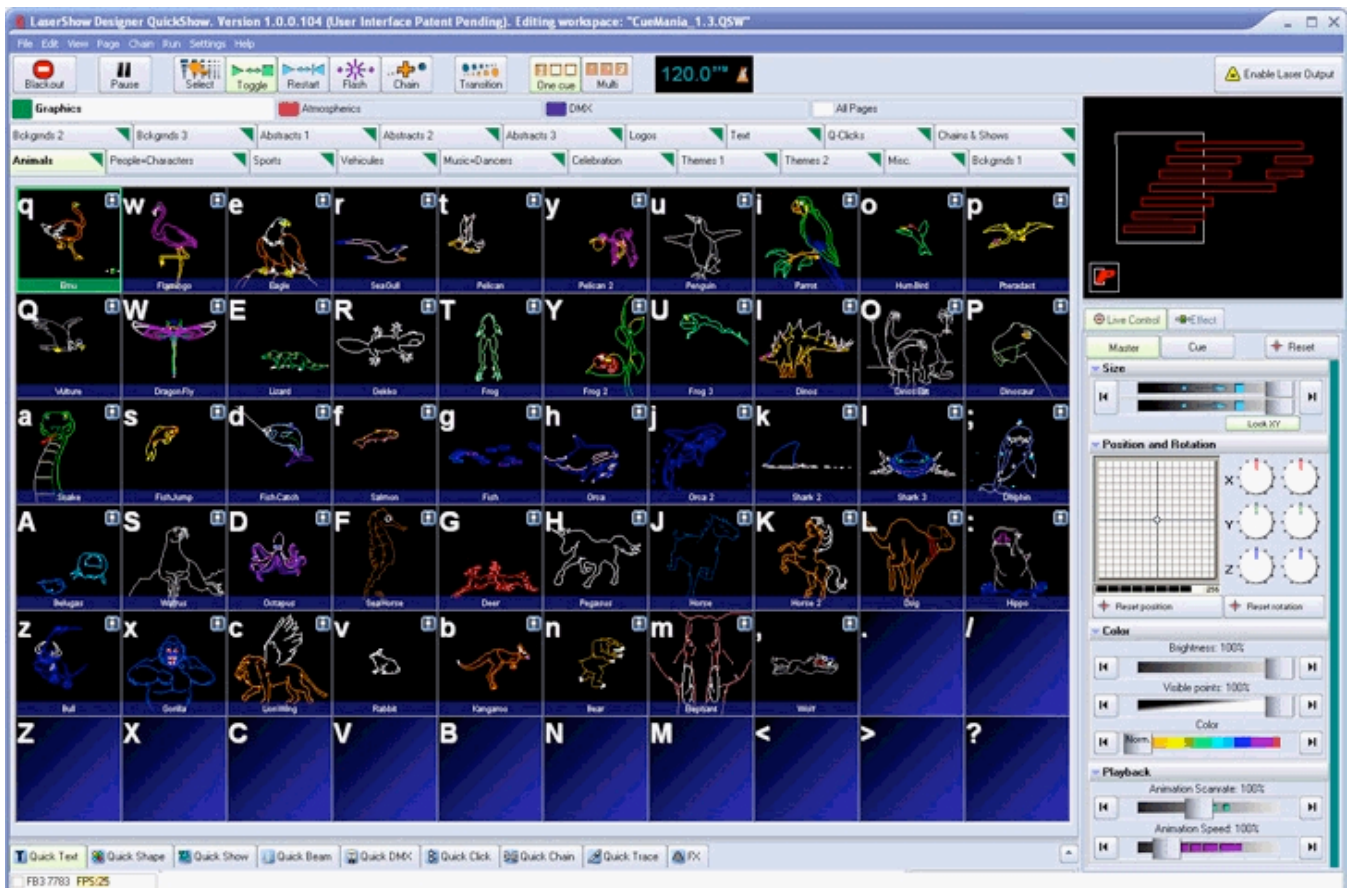 LaserShow Designer QuickShow. Version 1.0.0.104 (User Interface Patent Pending). Editing workspace: "CueMania_1.3.QSW"
File Edit View Page Chain Run Settings Help
Blackout Pause Select Toggle Restart Flash Chain Transition One cue Multi 120.0 Enable Laser Output
Graphics Atmospherics DMX All Pages
Bckgrnds 2 Bckgrnds 3 Abstracts 1 Abstracts 2 Abstracts 3 Logos Text Q-Clicks Chains & Shows
Animals People+Characters Sports Vehicules Music+Dancers Celebration Themes 1 Themes 2 Misc. Bckgrnds 1
q w e r t y u i o p
Emu Flamingo Eagle SeaGull Pelican Pelican 2 Penguin Parrot HumBird Pteradact
Q W E R T Y U I O P
Vulture DragonFly Lizard Gekko Frog Frog 2 Frog 3 Dinos Dinosaur
a s d f g h j k l ;
Snake FishJump FishCatch Salmon Fish Orca Orca 2 Shark 2 Shark 3 Dhiphin
A S D F G H J K L :
Belugas Walrus Octapus SeaHorse Deer Pegasus Horse Horse 2 Dog Hippo
z x c v b n m , . /
Bull Gorilla LionWing Rabbit Kangaroo Bear Elephant Wolf
Z X C V B N M < > ?
Live Control Effect
Master Cue Reset
Size
Lock XY
Position and Rotation
X
Y
Z
256
Reset position Reset rotation
Color
Brightness: 100%
Visible points: 100%
Color
Norm.
Playback
Animation Scanrate: 100%
Animation Speed: 100%
Quick Text Quick Shape Quick Show Quick Beam Quick DMX Quick Click Quick Chain Quick Trace FX
FB3 7783 FPS:25